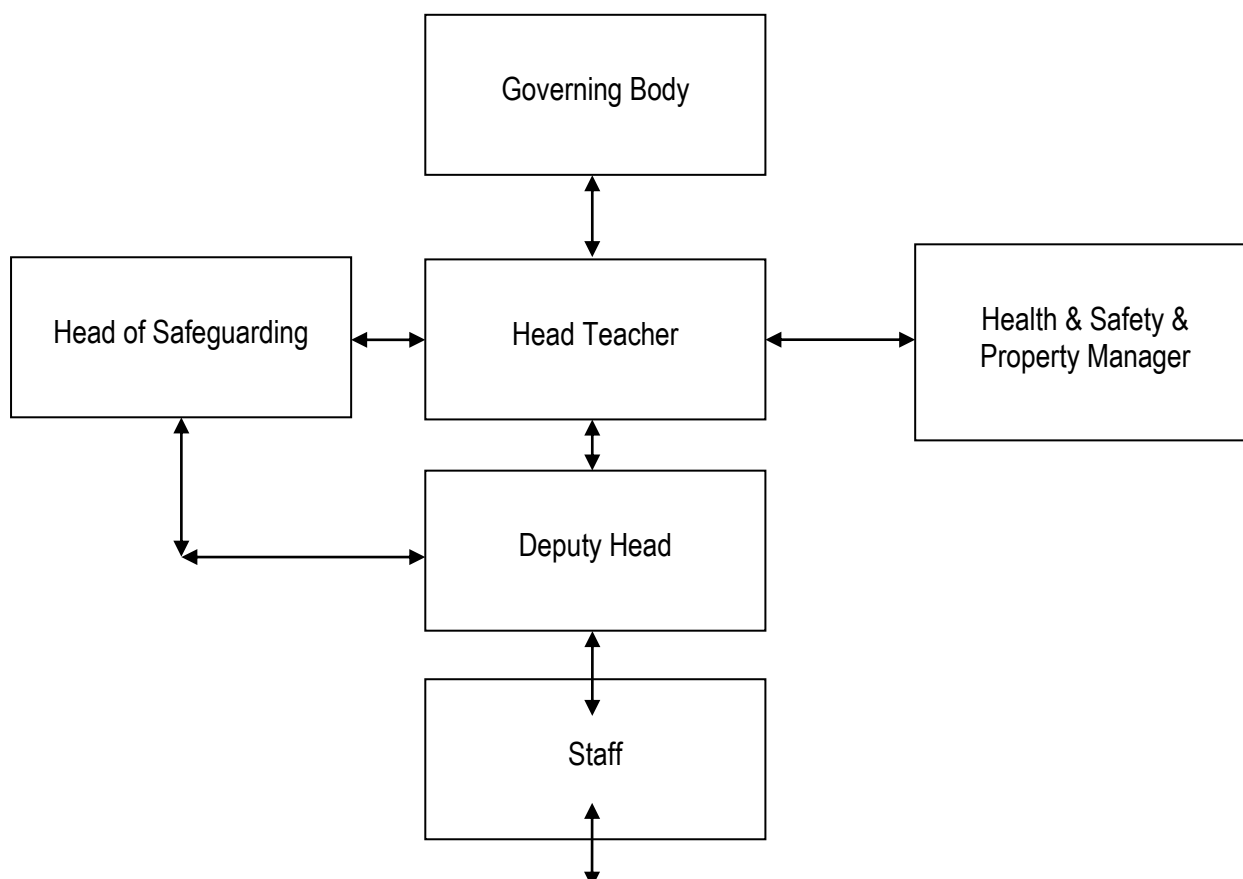 Governing Body
Head of Safeguarding
Head Teacher
Health & Safety &
Property Manager
Deputy Head
Staff